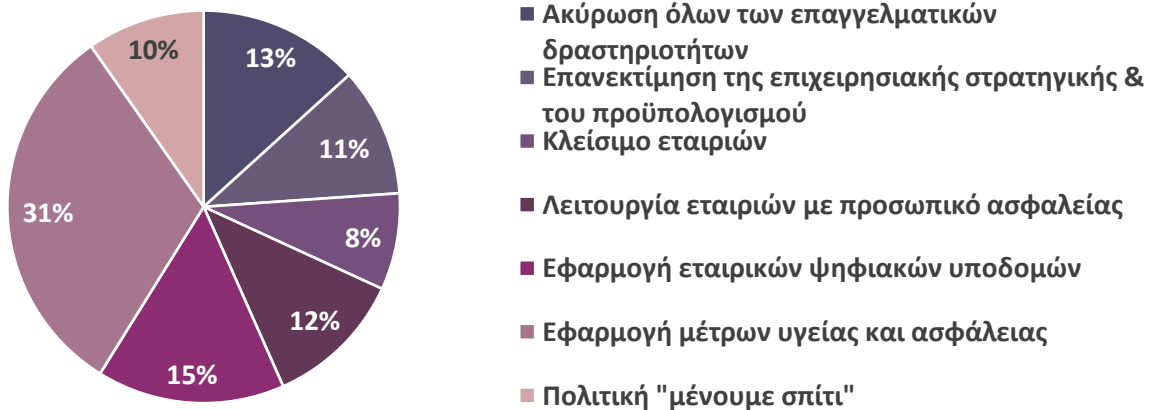 10%
13%
11%
31%
8%
12%
15%
Ακύρωση όλων των επαγγελματικών
δραστηριοτήτων
Επανεκτίμηση της επιχειρησιακής στρατηγικής &
του προϋπολογισμού
Κλείσιμο εταιριών
Λειτουργία εταιριών με προσωπικό ασφαλείας
Εφαρμογή εταιρικών ψηφιακών υποδομών
Εφαρμογή μέτρων υγείας και ασφάλειας
Πολιτική "μένουμε σπίτι"